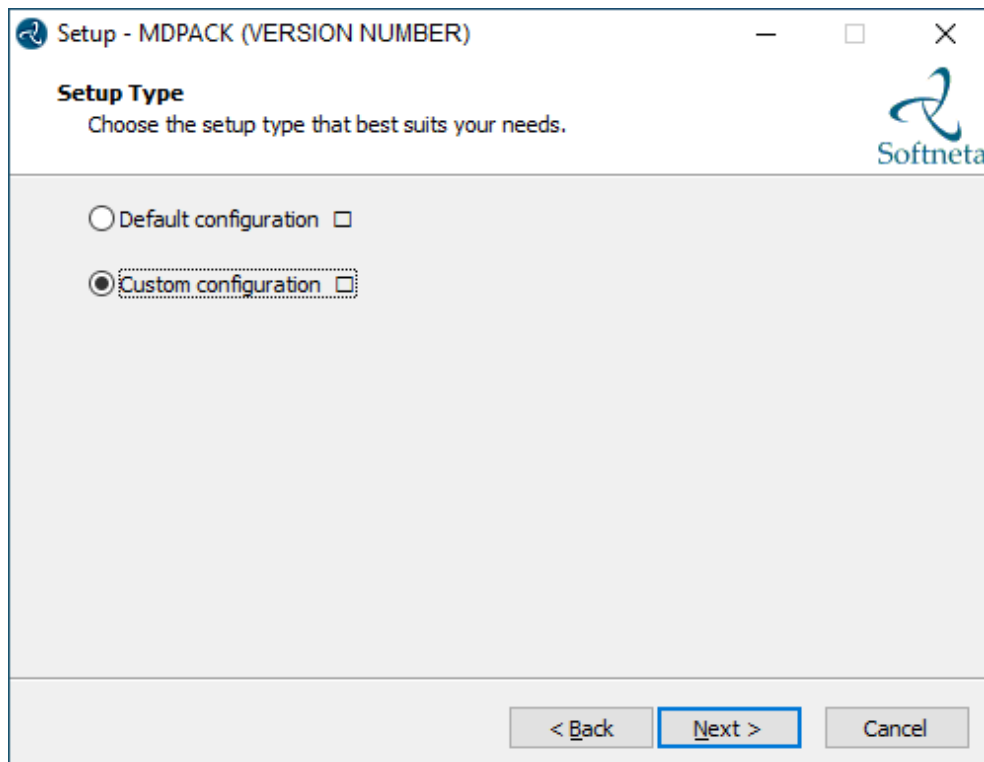 Setup - MDPACK (VERSION NUMBER)
Setup Type
Choose the setup type that best suits your needs.
Softneta
Default configuration □
Custom configuration □
< Back
Next >
Cancel